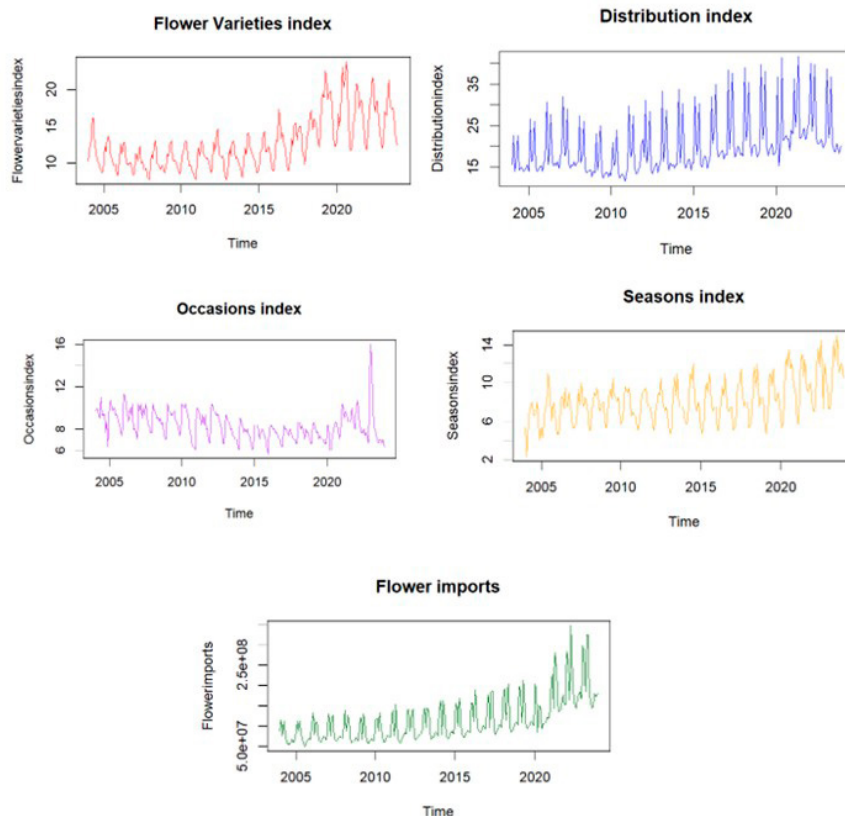 Flower Varieties index
Flowervarietiesindex
20
15
10
2005 2010 2015 2020
Time
Distribution index
Distributionindex
35
25
15
2005 2010 2015 2020
Time
Occasions index
Occasionsindex
16
12
8
6
2005 2010 2015 2020
Time
Seasons index
Seasonsindex
14
10
6
2
2005 2010 2015 2020
Time
Flower imports
Flowerimports
2.5e+08
5.0e+07
2005 2010 2015 2020
Time